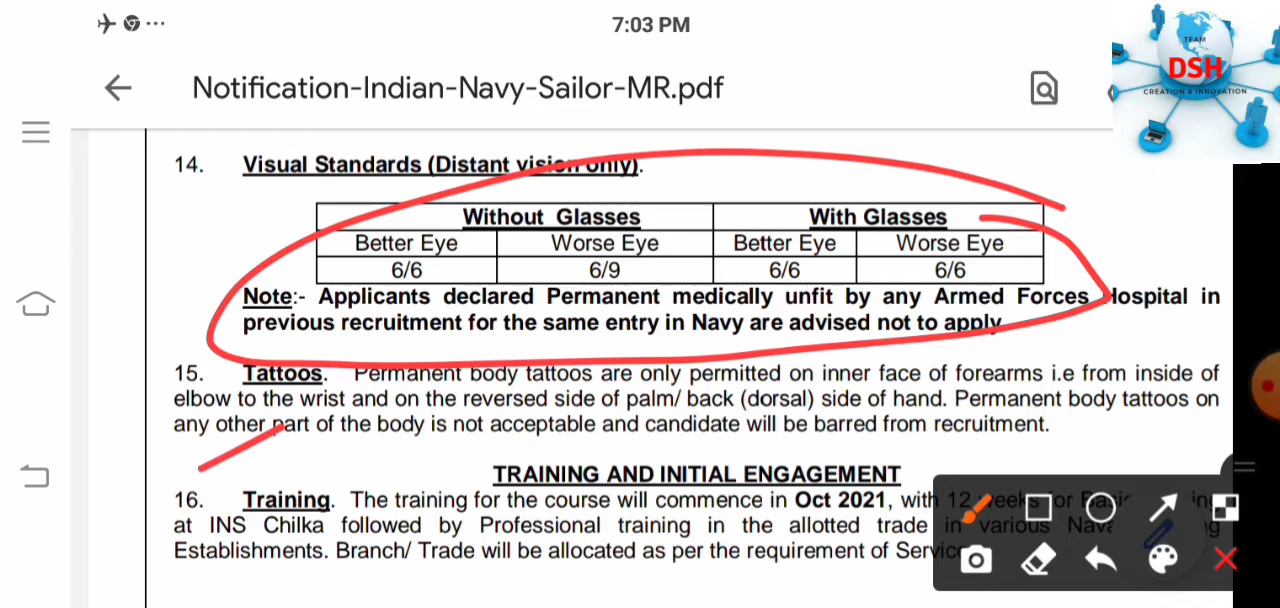 7:03 PM
Notification-Indian-Navy-Sailor-MR.pdf
TEAM
DSH
CREATION & INNOVATION
14. Visual Standards (Distant vision only).
Without Glasses With Glasses
Better Eye Worse Eye Better Eye Worse Eye
6/6 6/9 6/6 6/6
Note:- Applicants declared Permanent medically unfit by any Armed Forces Hospital in
previous recruitment for the same entry in Navy are advised not to apply
15. Tattoos. Permanent body tattoos are only permitted on inner face of forearms i.e from inside of
elbow to the wrist and on the reversed side of palm/ back (dorsal) side of hand. Permanent body tattoos on
any other part of the body is not acceptable and candidate will be barred from recruitment.
TRAINING AND INITIAL ENGAGEMENT
16. Training. The training for the course will commence in Oct 2021, with 12 weeks for
at INS Chilka followed by Professional training in the allotted trade in various
Establishments. Branch/ Trade will be allocated as per the requirement of